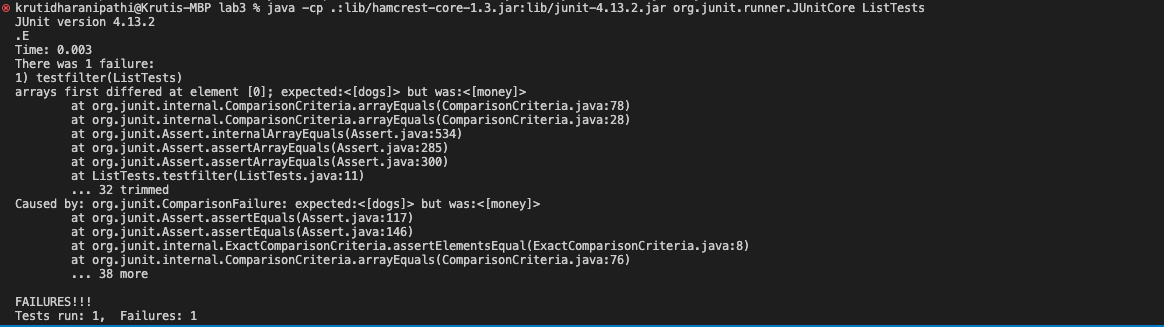 krutidharanipathi@Krutis-MBP lab3 % java -cp .:lib/hamcrest-core-1.3.jar:lib/junit-4.13.2.jar org.junit.runner.JUnitCore ListTests
JUnit version 4.13.2
.E
Time: 0.003
There was 1 failure:
1) testfilter(ListTests)
arrays first differed at element [0]; expected:<[dogs]> but was:<[money]>
        at org.junit.internal.ComparisonCriteria.arrayEquals(ComparisonCriteria.java:78)
        at org.junit.internal.ComparisonCriteria.arrayEquals(ComparisonCriteria.java:28)
        at org.junit.Assert.internalArrayEquals(Assert.java:534)
        at org.junit.Assert.assertArrayEquals(Assert.java:285)
        at org.junit.Assert.assertArrayEquals(Assert.java:300)
        at ListTests.testfilter(ListTests.java:11)
        ... 32 trimmed
Caused by: org.junit.ComparisonFailure: expected:<[dogs]> but was:<[money]>
        at org.junit.Assert.assertEquals(Assert.java:117)
        at org.junit.Assert.assertEquals(Assert.java:146)
        at org.junit.internal.ExactComparisonCriteria.assertElementsEqual(ExactComparisonCriteria.java:8)
        at org.junit.internal.ComparisonCriteria.arrayEquals(ComparisonCriteria.java:76)
        ... 38 more
FAILURES!!!
Tests run: 1,  Failures: 1